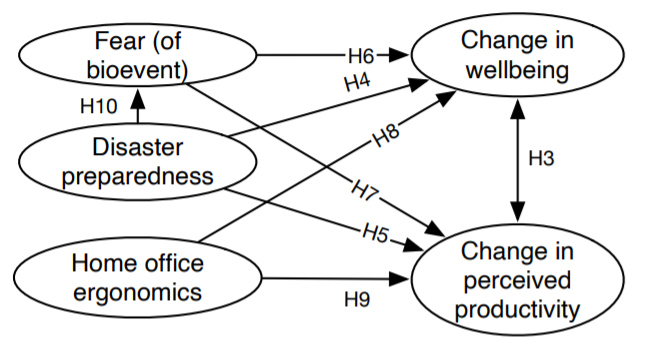 Fear (of
bioevent)
H6
Change in
wellbeing
H4
H10
H8
Disaster
preparedness
H3
H7
H5
Home office
ergonomics
H9
Change in
perceived
productivity